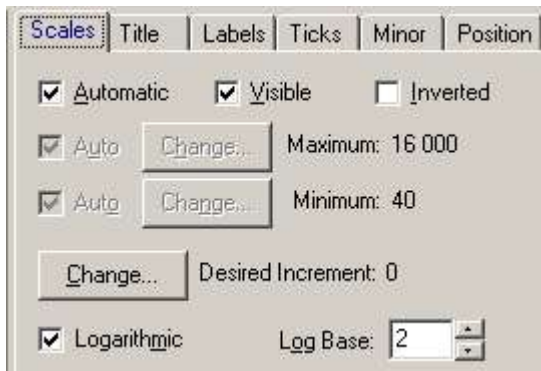 Scales Title Labels Ticks Minor Position
Automatic Visible Inverted
Auto Change... Maximum: 16 000
Auto Change... Minimum: 40
Change... Desired Increment: 0
Logarithmic Log Base: 2